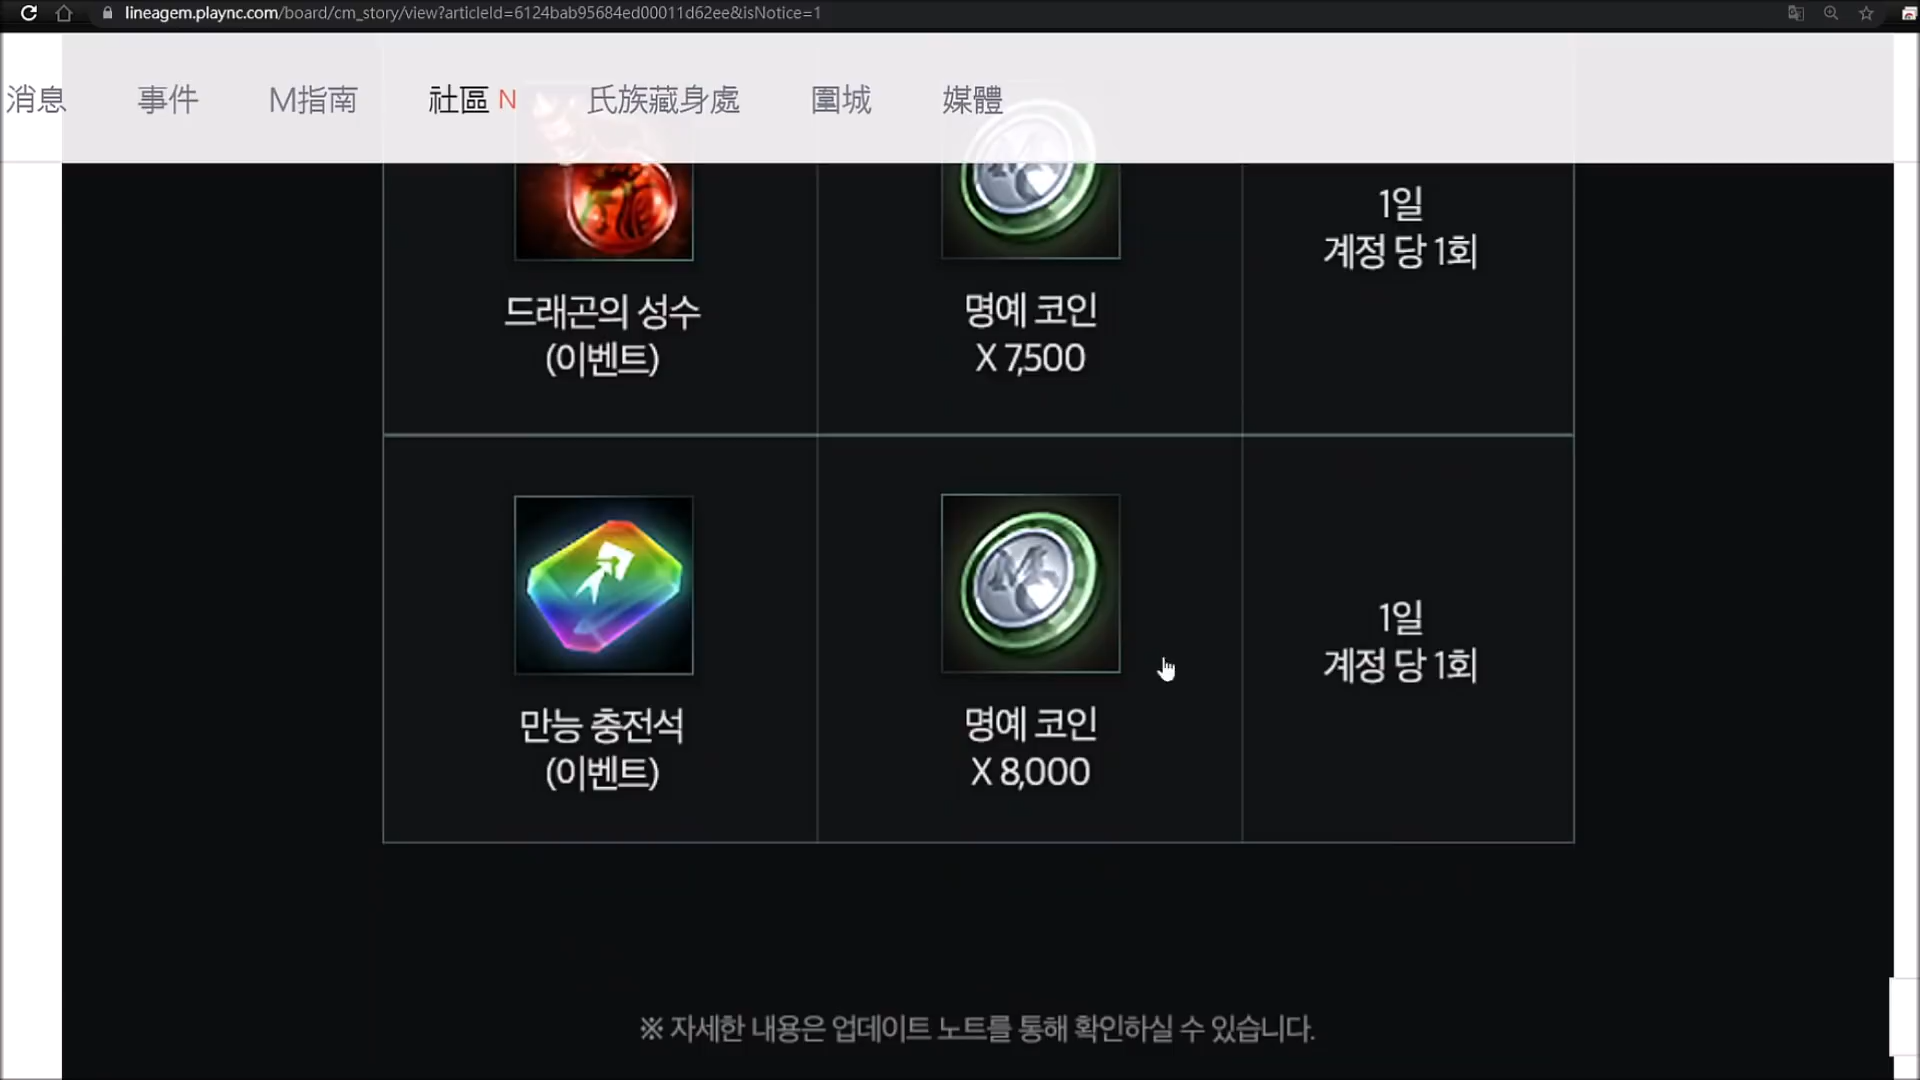 lineagem.plaync.com/board/cm_story/view?articleId=6124bab95684ed00011d62ee&isNotice=1
消息 事件 M指南 社區 N 氏族藏身處 圍城 媒體
드래곤의 성수
(이벤트)
명예 코인
X 7,500
1일
계정 당 1회
만능 충전석
(이벤트)
명예 코인
X 8,000
1일
계정 당 1회
※ 자세한 내용은 업데이트 노트를 통해 확인하실 수 있습니다.